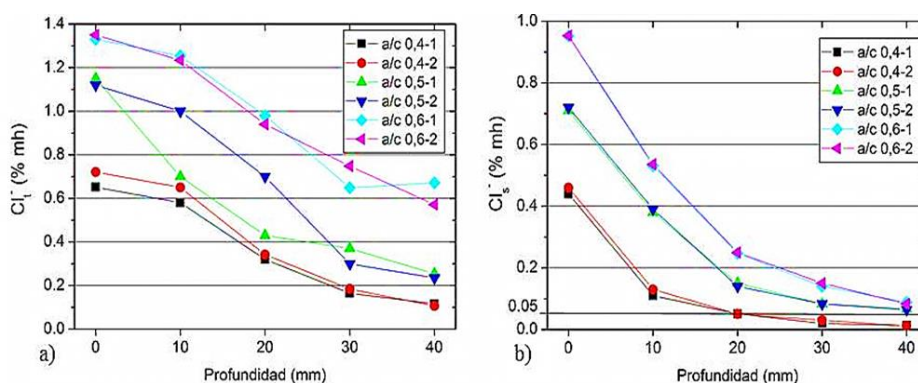 1.4
1.2
1.0
0.8
0.6
0.4
0.2
0.0
Cl⁻t (% mh)
a/c 0,4-1
a/c 0,4-2
a/c 0,5-1
a/c 0,5-2
a/c 0,6-1
a/c 0,6-2
0 10 20 30 40
Profundidad (mm)
a)
1.0
0.8
0.6
0.4
0.2
0.05
0.0
Cl⁻s (% mh)
a/c 0,4-1
a/c 0,4-2
a/c 0,5-1
a/c 0,5-2
a/c 0,6-1
a/c 0,6-2
0 10 20 30 40
Profundidad (mm)
b)